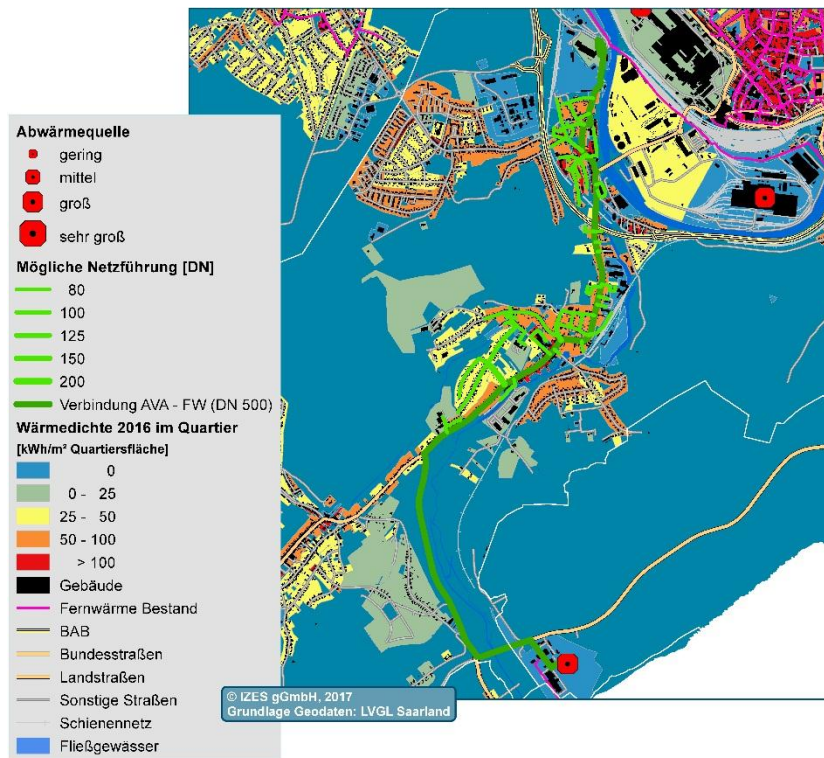 Abwärmequelle
gering
mittel
groß
sehr groß
Mögliche Netzführung [DN]
80
100
125
150
200
Verbindung AVA - FW (DN 500)
Wärmedichte 2016 im Quartier
[kWh/m² Quartiersfläche]
0
0 - 25
25 - 50
50 - 100
> 100
Gebäude
Fernwärme Bestand
BAB
Bundesstraßen
Landstraßen
Sonstige Straßen
Schienennetz
Fließgewässer
© IZES gGmbH, 2017
Grundlage Geodaten: LVGL Saarland